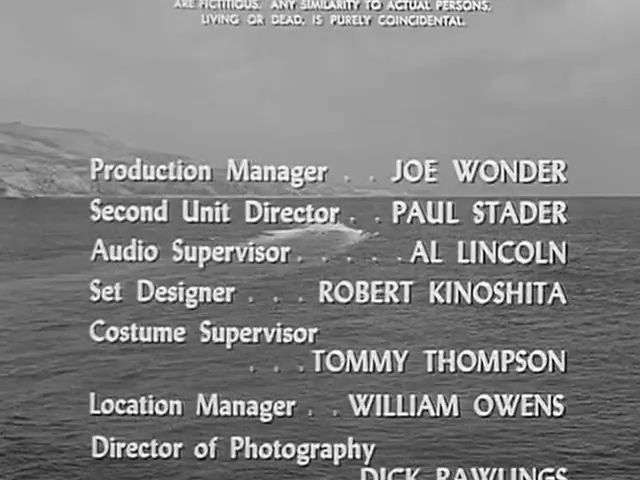 ARE FICTITIOUS. ANY SIMILARITY TO ACTUAL PERSONS,
LIVING OR DEAD, IS PURELY COINCIDENTAL.
Production Manager . . JOE WONDER
Second Unit Director . . PAUL STADER
Audio Supervisor . . . . . AL LINCOLN
Set Designer . . . ROBERT KINOSHITA
Costume Supervisor
. . . TOMMY THOMPSON
Location Manager . . WILLIAM OWENS
Director of Photography
DICK RAWLINGS